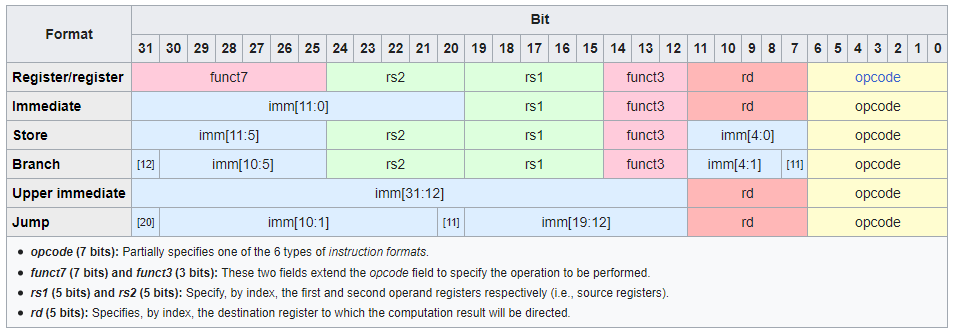 Format Bit
31 30 29 28 27 26 25 24 23 22 21 20 19 18 17 16 15 14 13 12 11 10 9 8 7 6 5 4 3 2 1 0
Register/register funct7 rs2 rs1 funct3 rd opcode
Immediate imm[11:0] rs1 funct3 rd opcode
Store imm[11:5] rs2 rs1 funct3 imm[4:0] opcode
Branch [12] imm[10:5] rs2 rs1 funct3 imm[4:1] [11] opcode
Upper immediate imm[31:12] rd opcode
Jump [20] imm[10:1] [11] imm[19:12] rd opcode
• opcode (7 bits): Partially specifies one of the 6 types of instruction formats.
• funct7 (7 bits) and funct3 (3 bits): These two fields extend the opcode field to specify the operation to be performed.
• rs1 (5 bits) and rs2 (5 bits): Specify, by index, the first and second operand registers respectively (i.e., source registers).
• rd (5 bits): Specifies, by index, the destination register to which the computation result will be directed.